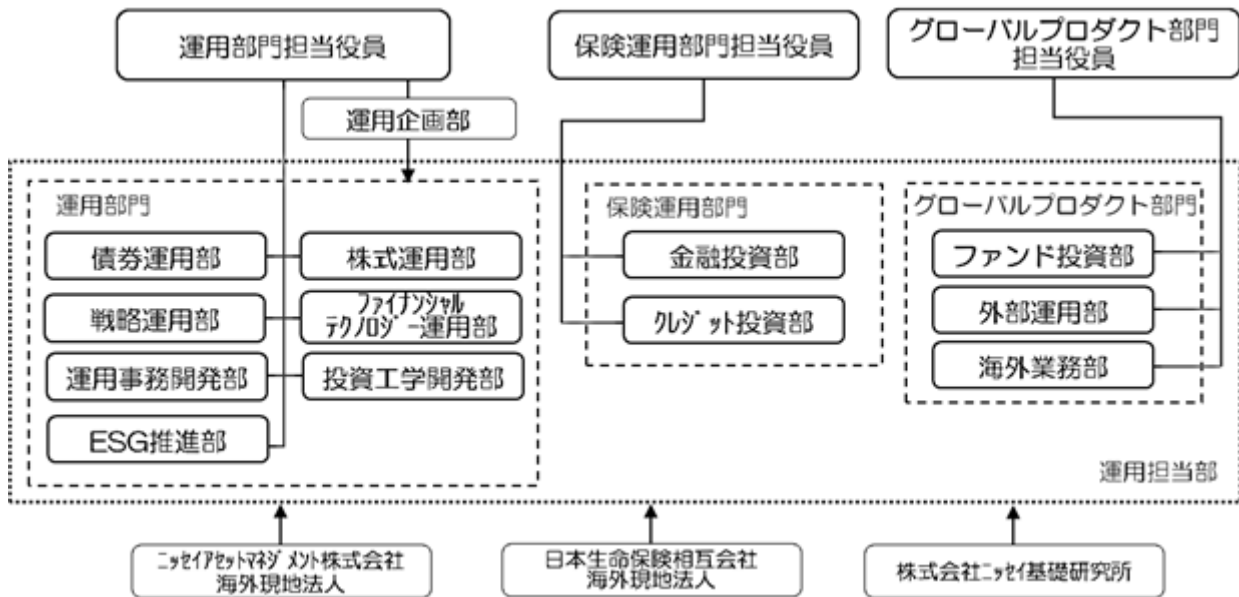 運用部門担当役員
保険運用部門担当役員
グローバルプロダクト部門
担当役員
運用企画部
運用部門
債券運用部
株式運用部
戦略運用部
ファイナンシャル
テクノロジー運用部
運用事務開発部
投資工学開発部
ESG推進部
保険運用部門
金融投資部
クレジット投資部
グローバルプロダクト部門
ファンド投資部
外部運用部
海外業務部
運用担当部
ニッセイアセットマネジメント株式会社
海外現地法人
日本生命保険相互会社
海外現地法人
株式会社ニッセイ基礎研究所